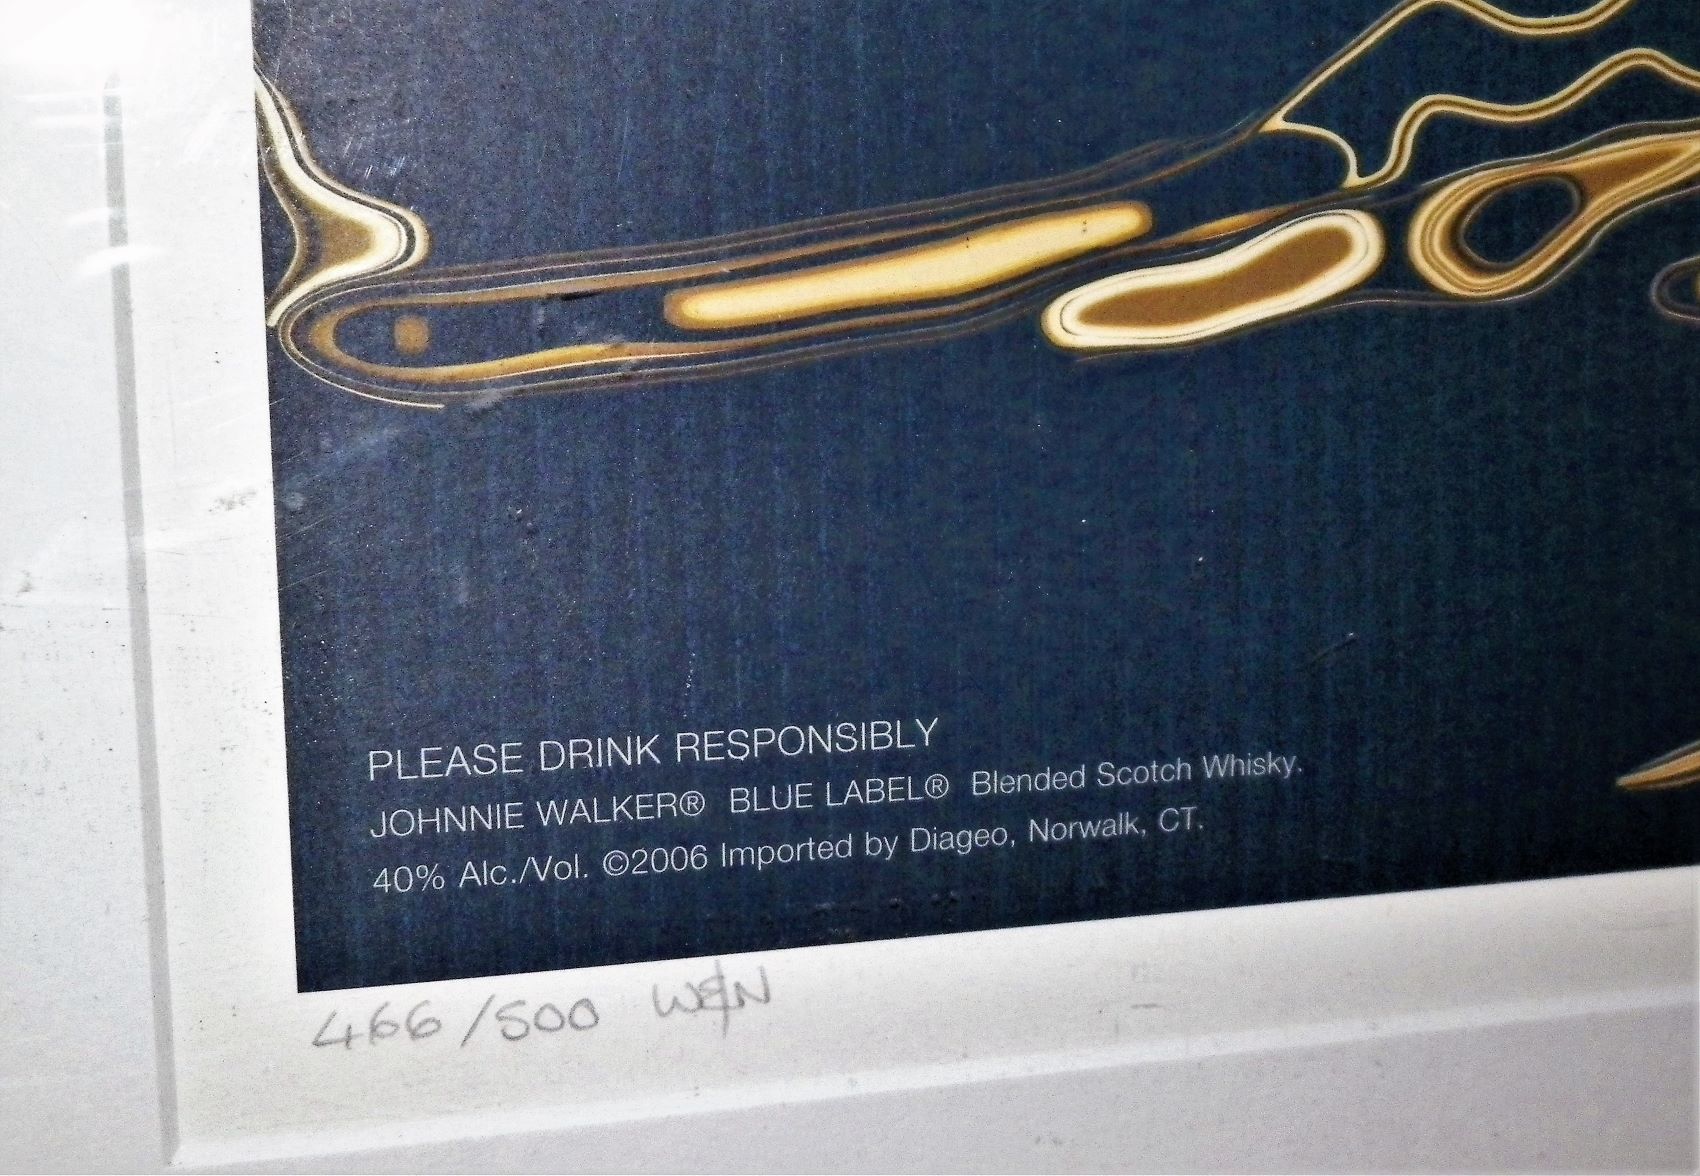 PLEASE DRINK RESPONSIBLY
JOHNNIE WALKER® BLUE LABEL® Blended Scotch Whisky.
40% Alc./Vol. ©2006 Imported by Diageo, Norwalk, CT.
466/500 W&N